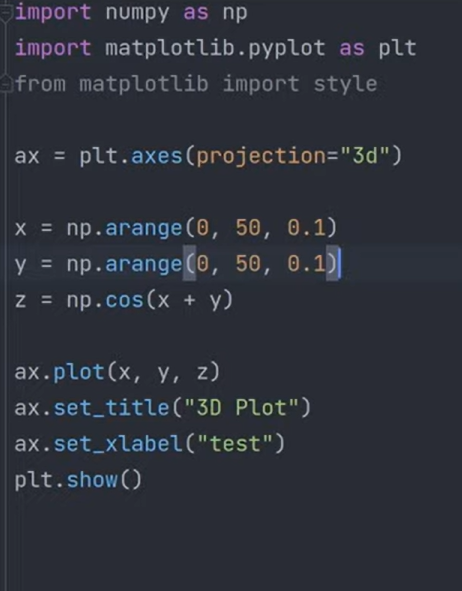 import numpy as np
import matplotlib.pyplot as plt
from matplotlib import style
ax = plt.axes(projection="3d")
x = np.arange(0, 50, 0.1)
y = np.arange(0, 50, 0.1)
z = np.cos(x + y)
ax.plot(x, y, z)
ax.set_title("3D Plot")
ax.set_xlabel("test")
plt.show()